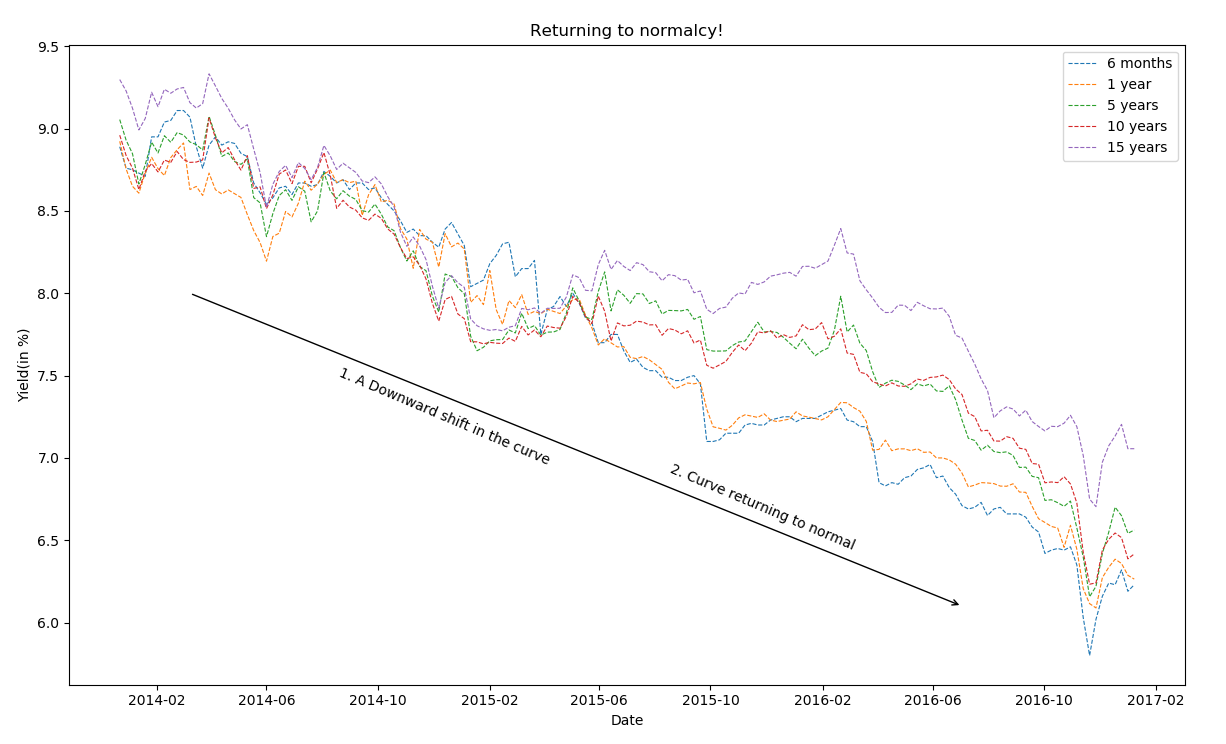 Returning to normalcy!
9.5
9.0
8.5
8.0
7.5
7.0
6.5
6.0
Yield(in %)
6 months
1 year
5 years
10 years
15 years
1. A Downward shift in the curve
2. Curve returning to normal
2014-02
2014-06
2014-10
2015-02
2015-06
2015-10
2016-02
2016-06
2016-10
2017-02
Date